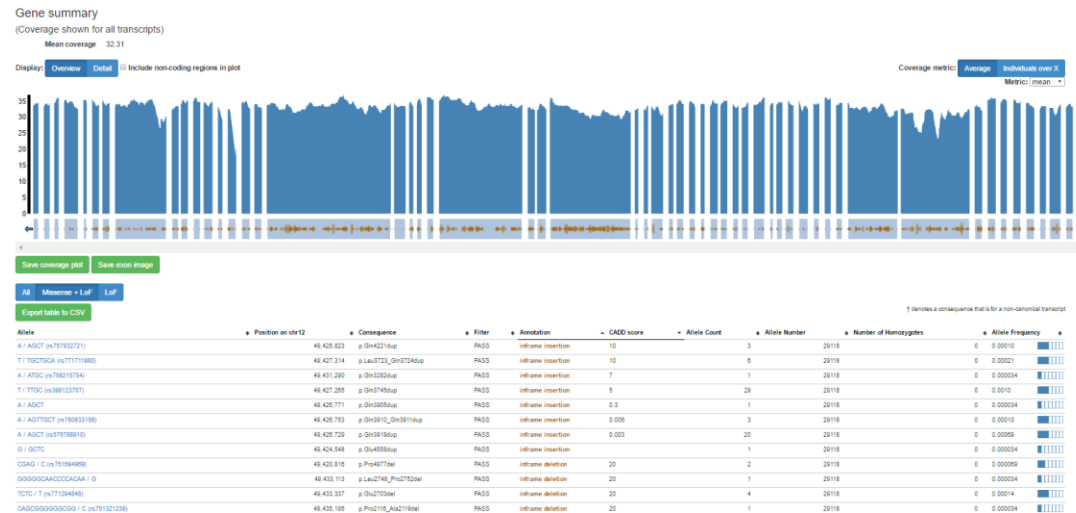 Gene summary
(Coverage shown for all transcripts)
Mean coverage 32.31
Display: Overview Detail Include non-coding regions in plot Coverage metric: Average Individuals over X
Metric: mean
35
30
25
20
15
10
5
0
Save coverage plot Save exon image
All Missense + LoF LoF
Export table to CSV † denotes a consequence that is for a non-canonical transcript
Allele Position on chr12 Consequence Filter Annotation CADD score Allele Count Allele Number Number of Homozygotes Allele Frequency
A / AGCT (rs767932721) 49,425,823 p.Gln4221dup PASS inframe insertion 10 3 29118 0 0.00010
T / TGCTGCA (rs771711980) 49,427,314 p.Leu3723_Gln3724dup PASS inframe insertion 10 6 29118 0 0.00021
A / ATGC (rs758215754) 49,431,290 p.Gln3282dup PASS inframe insertion 7 1 29118 0 0.000034
T / TTGC (rs398123707) 49,427,265 p.Gln3745dup PASS inframe insertion 5 29 29118 0 0.0010
A / AGCT 49,426,771 p.Gln3905dup PASS inframe insertion 0.3 1 29118 0 0.000034
A / AGTTGCT (rs780833156) 49,426,753 p.Gln3910_Gln3911dup PASS inframe insertion 0.006 3 29118 0 0.00010
A / AGCT (rs576788910) 49,426,729 p.Gln3919dup PASS inframe insertion 0.003 20 29118 0 0.00069
G / GCTC 49,424,548 p.Glu4558dup PASS inframe insertion 1 29118 0 0.000034
CGAG / C (rs751694969) 49,420,816 p.Pro4977del PASS inframe deletion 20 2 29118 0 0.000069
GGGGGCAACCCCACAA / G 49,433,113 p.Leu2748_Pro2752del PASS inframe deletion 20 1 29118 0 0.000034
TCTC / T (rs771294848) 49,433,337 p.Glu2703del PASS inframe deletion 20 4 29118 0 0.00014
CAGCGGGGGGCGG / C (rs751321239) 49,435,195 p.Pro2116_Ala2119del PASS inframe deletion 20 1 29118 0 0.000034